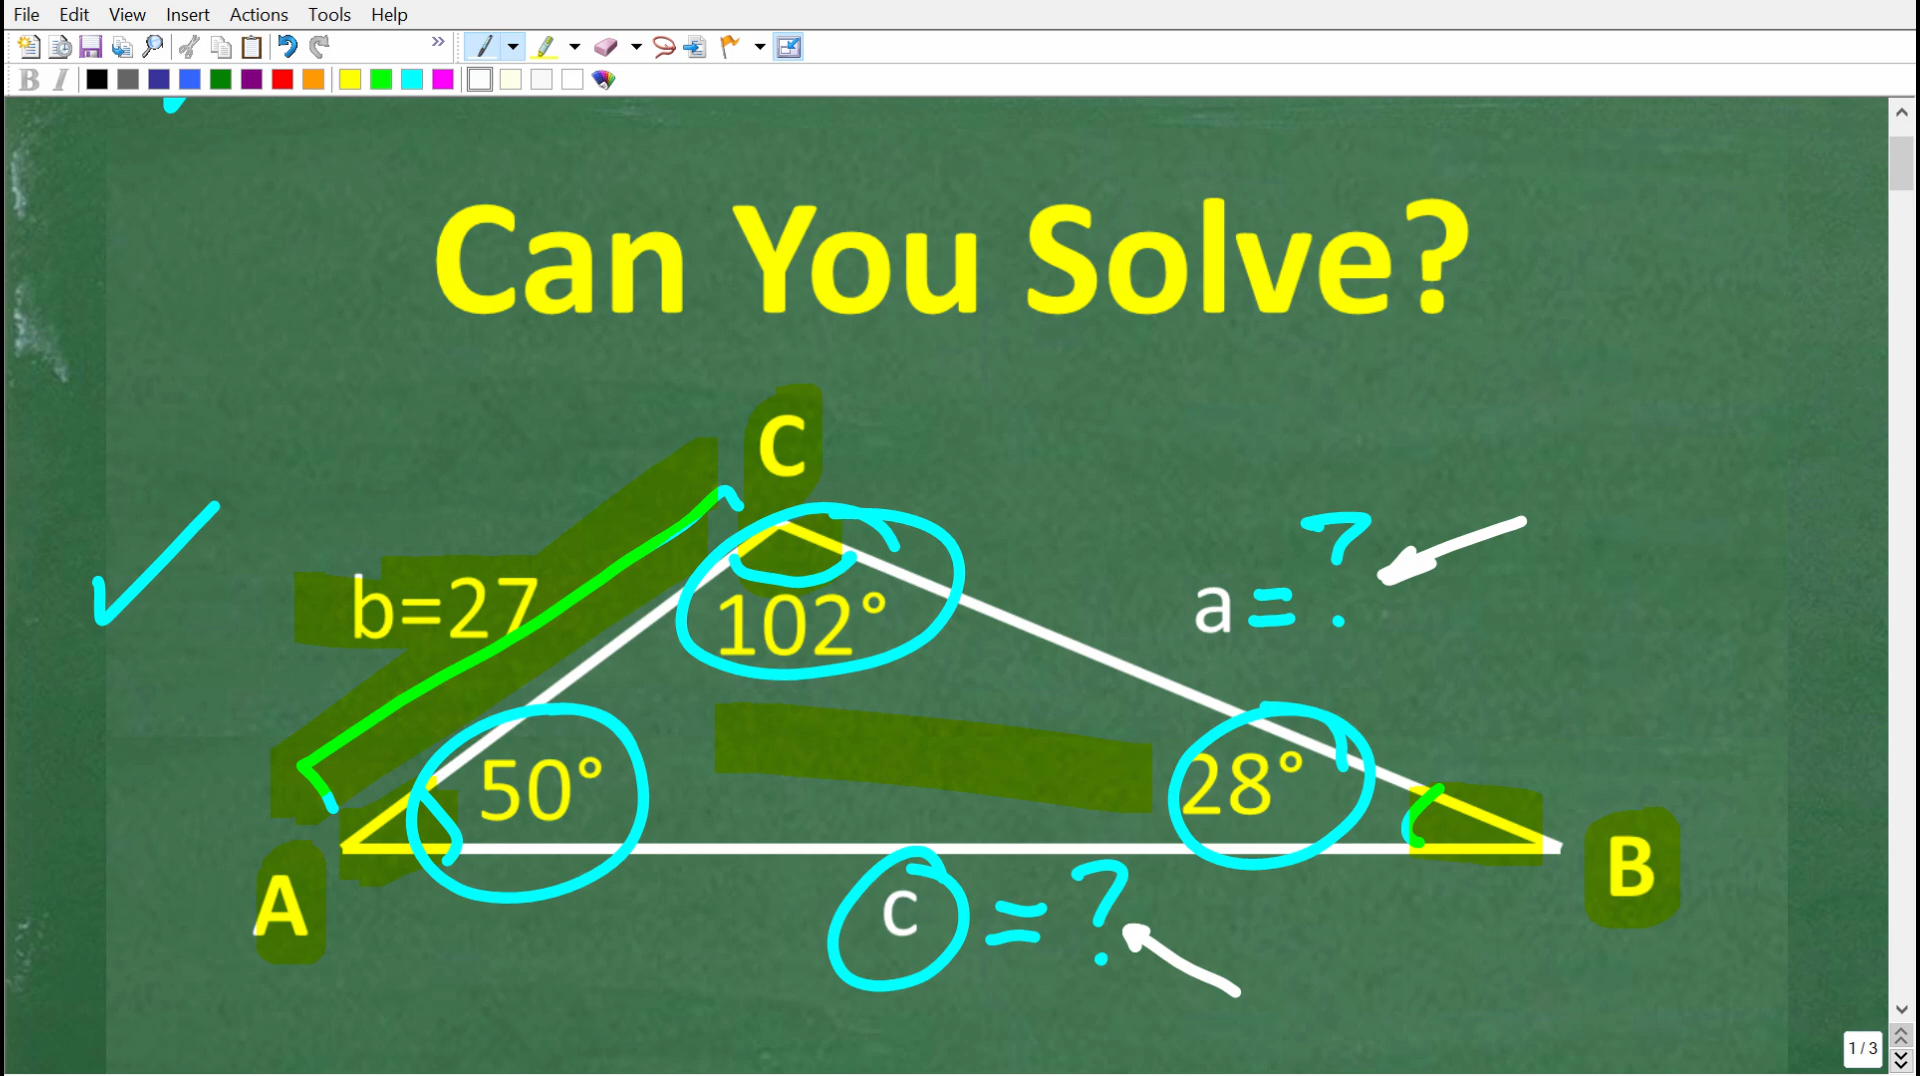 File Edit View Insert Actions Tools Help
B I
Can You Solve?
C
b=27
102°
a = ?
50°
28°
A
B
c = ?
1 / 3